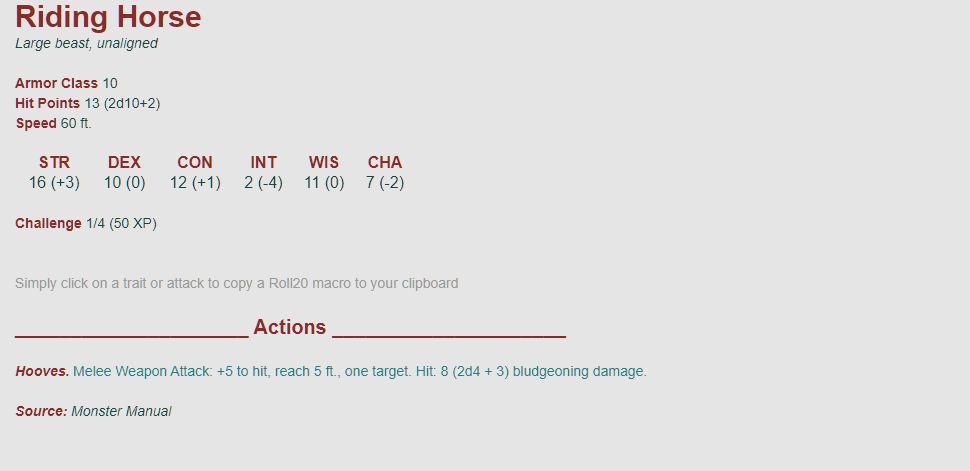 Riding Horse
Large beast, unaligned
Armor Class 10
Hit Points 13 (2d10+2)
Speed 60 ft.
STR DEX CON INT WIS CHA
16 (+3) 10 (0) 12 (+1) 2 (-4) 11 (0) 7 (-2)
Challenge 1/4 (50 XP)
Simply click on a trait or attack to copy a Roll20 macro to your clipboard
Actions
Hooves. Melee Weapon Attack: +5 to hit, reach 5 ft., one target. Hit: 8 (2d4 + 3) bludgeoning damage.
Source: Monster Manual